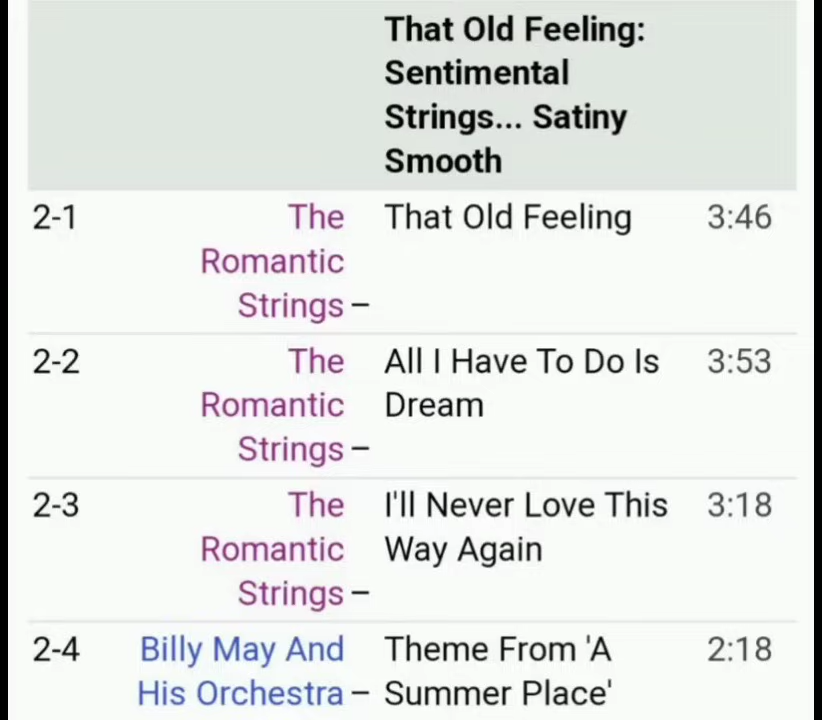 That Old Feeling:
Sentimental
Strings... Satiny
Smooth
2-1 The That Old Feeling 3:46
Romantic
Strings –
2-2 The All I Have To Do Is 3:53
Romantic Dream
Strings –
2-3 The I'll Never Love This 3:18
Romantic Way Again
Strings –
2-4 Billy May And Theme From 'A 2:18
His Orchestra – Summer Place'